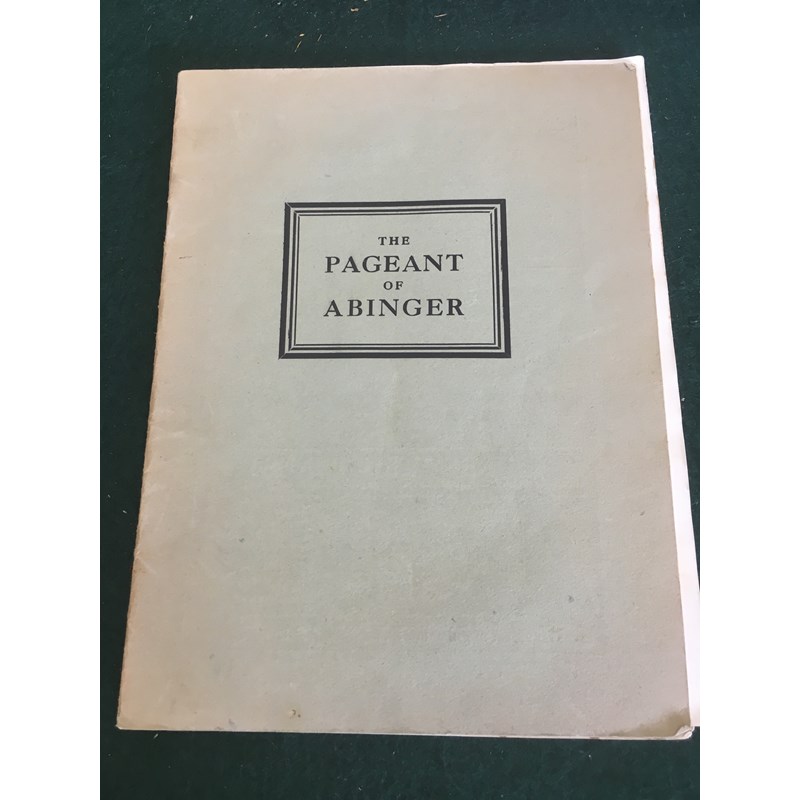 THE
PAGEANT
OF
ABINGER